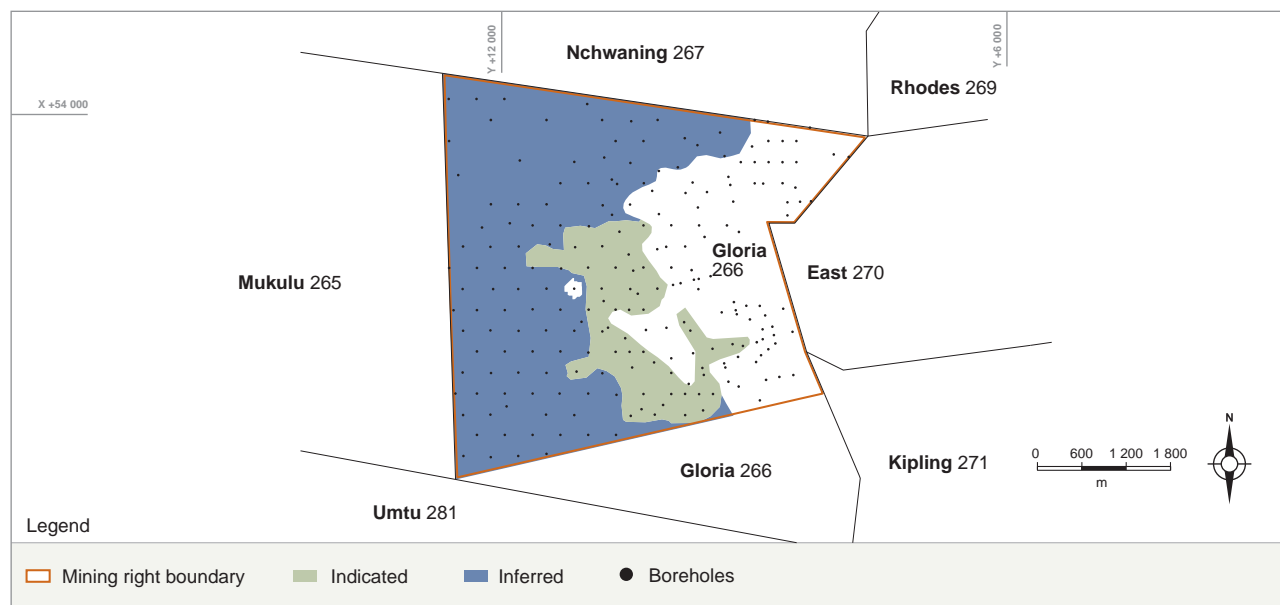 Y +12 000
Y +6 000
Nchwaning 267
Rhodes 269
X +54 000
Gloria
266
Mukulu 265
East 270
N
Gloria 266
Kipling 271
0 600 1 200 1 800
m
Umtu 281
Legend
Mining right boundary Indicated Inferred Boreholes